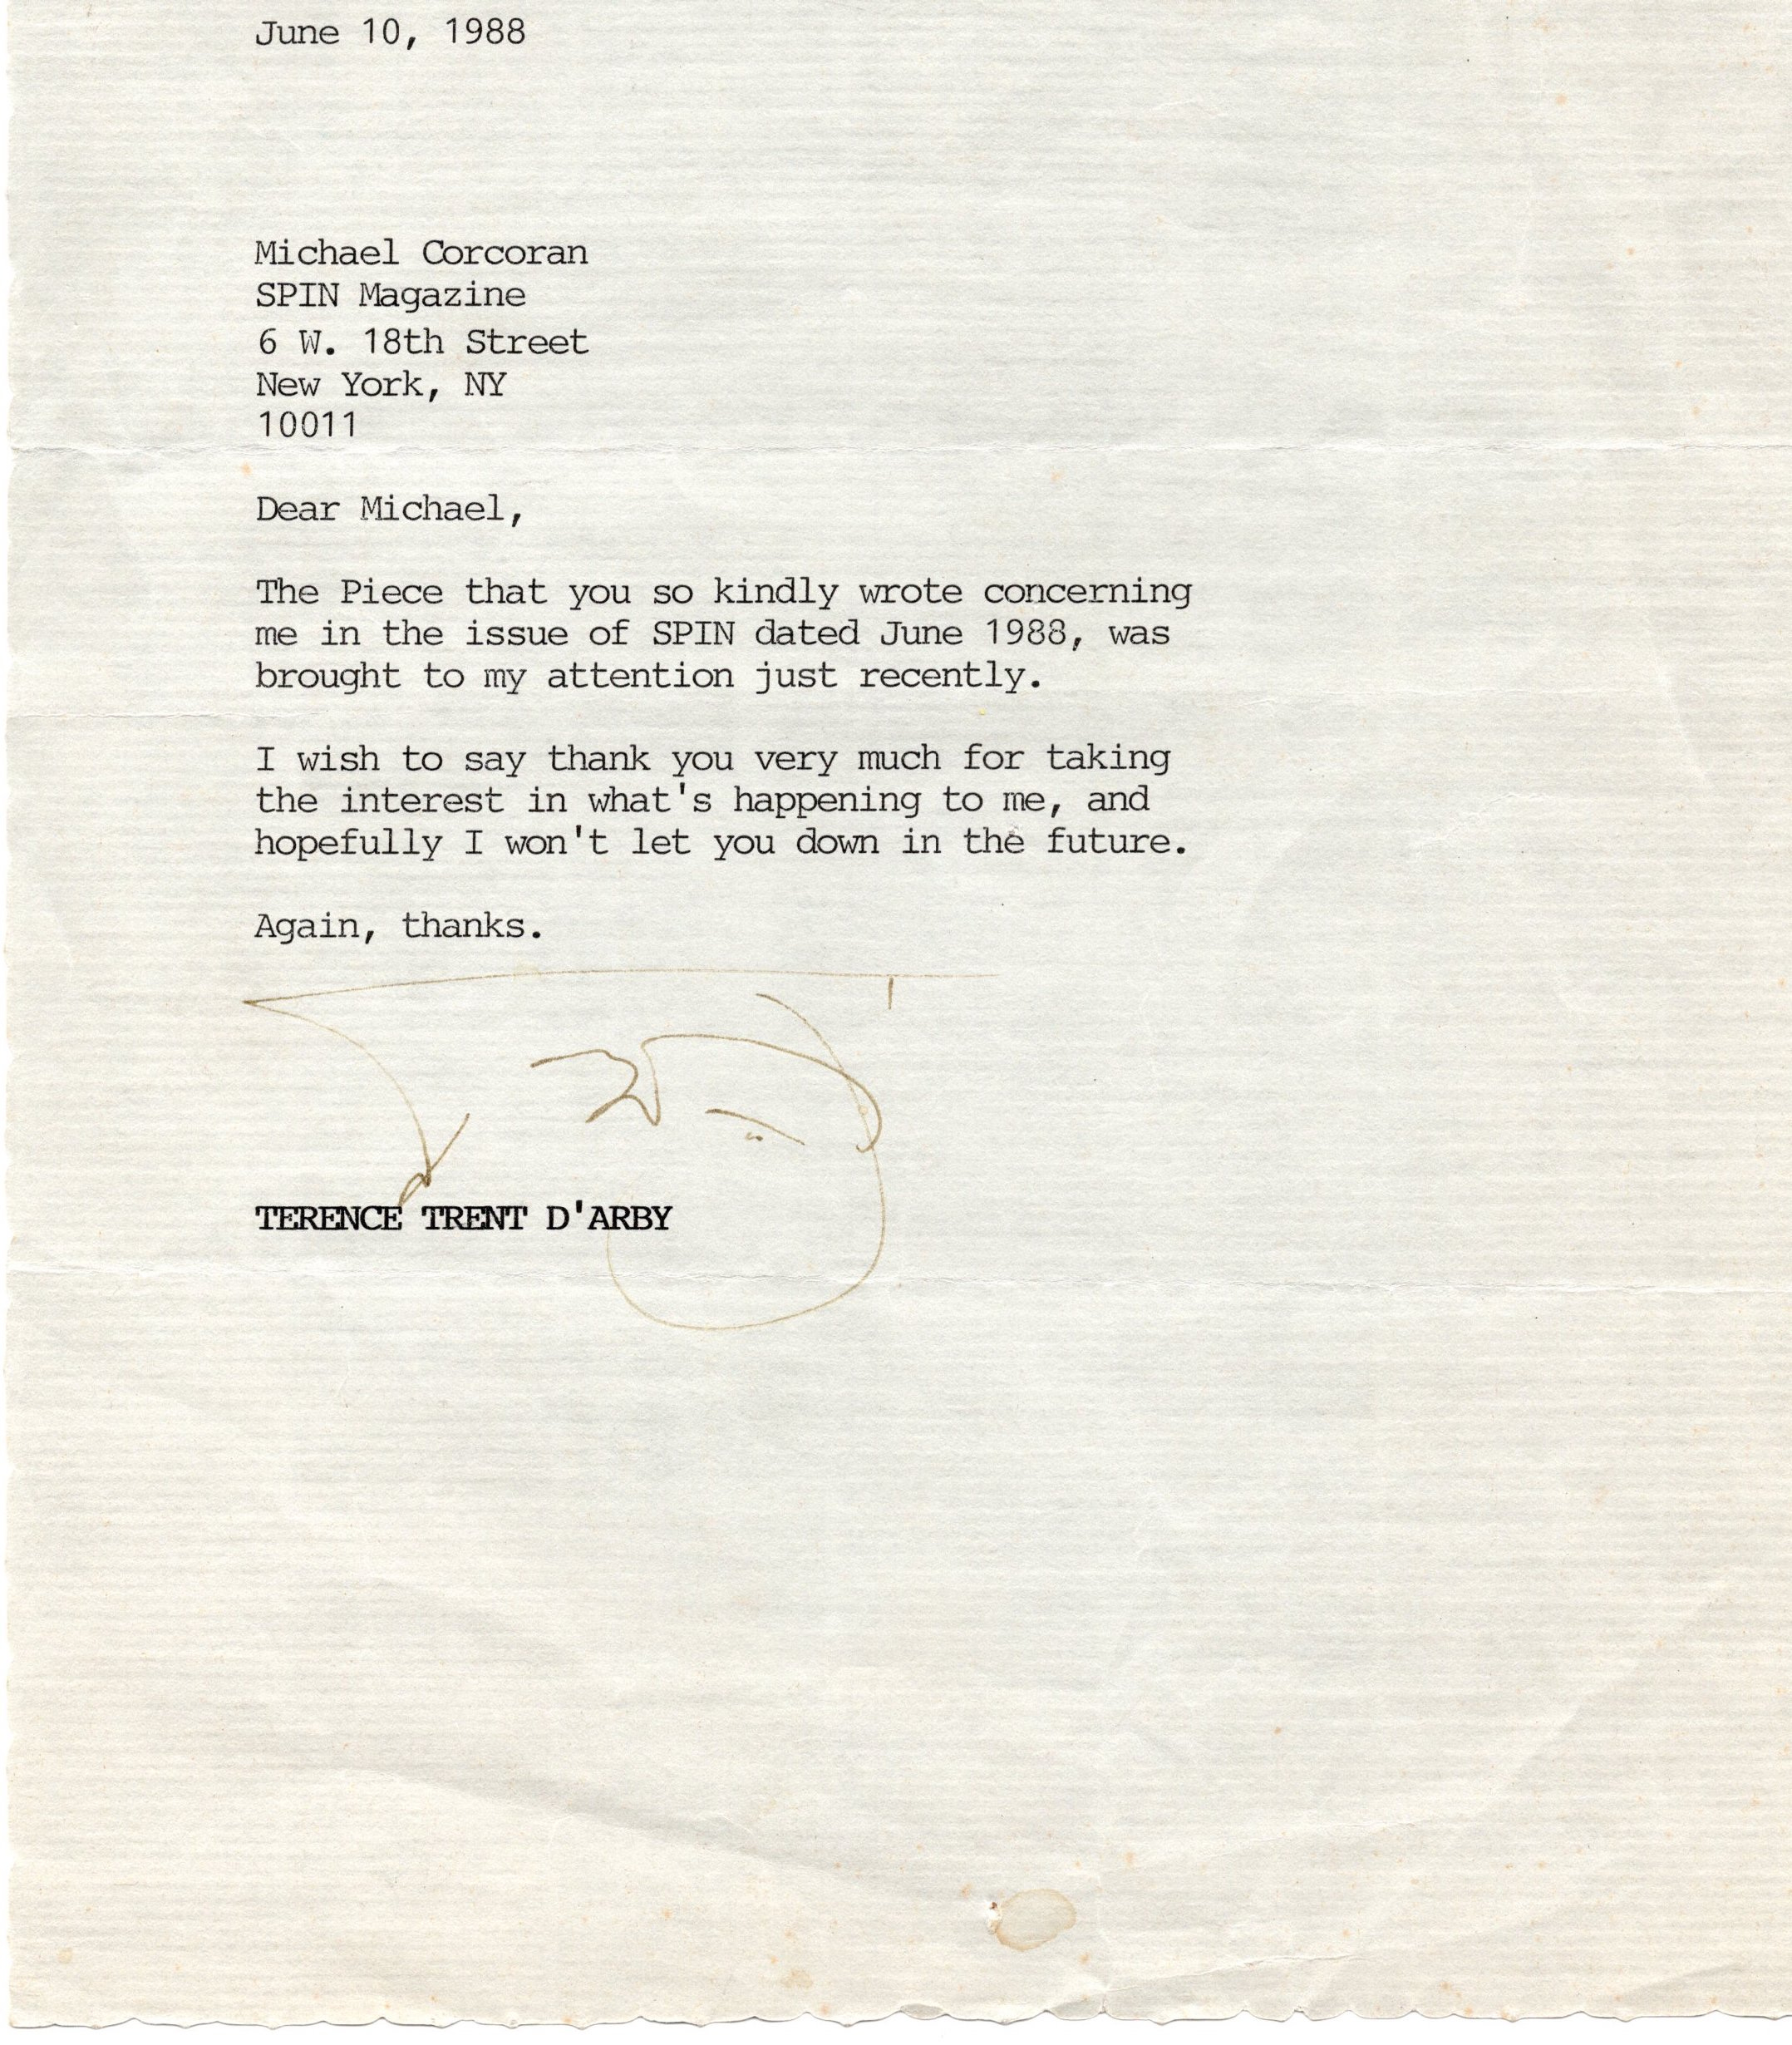 June 10, 1988
Michael Corcoran
SPIN Magazine
6 W. 18th Street
New York, NY
10011
Dear Michael,
The Piece that you so kindly wrote concerning
me in the issue of SPIN dated June 1988, was
brought to my attention just recently.
I wish to say thank you very much for taking
the interest in what's happening to me, and
hopefully I won't let you down in the future.
Again, thanks.
TERENCE TRENT D'ARBY